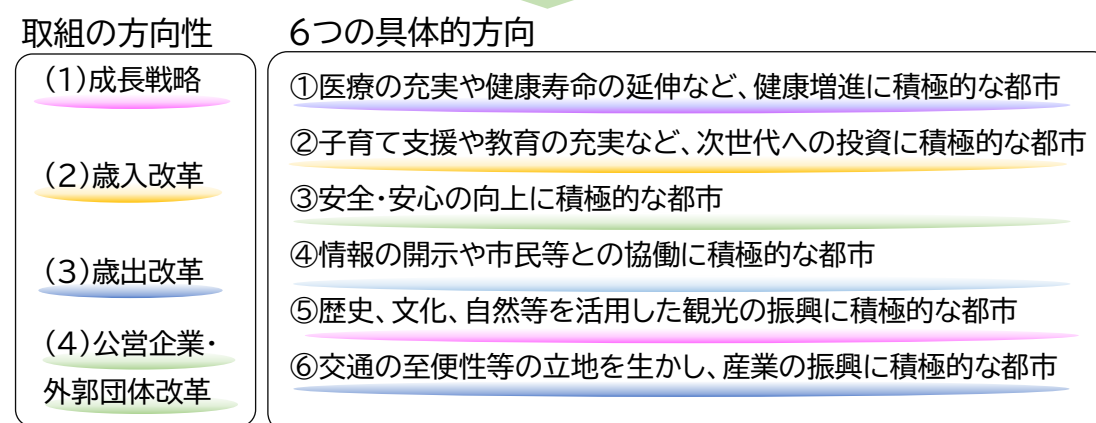 取組の方向性
(1)成長戦略
(2)歳入改革
(3)歳出改革
(4)公営企業・
外郭団体改革
6つの具体的方向
①医療の充実や健康寿命の延伸など、健康増進に積極的な都市
②子育て支援や教育の充実など、次世代への投資に積極的な都市
③安全・安心の向上に積極的な都市
④情報の開示や市民等との協働に積極的な都市
⑤歴史、文化、自然等を活用した観光の振興に積極的な都市
⑥交通の至便性等の立地を生かし、産業の振興に積極的な都市